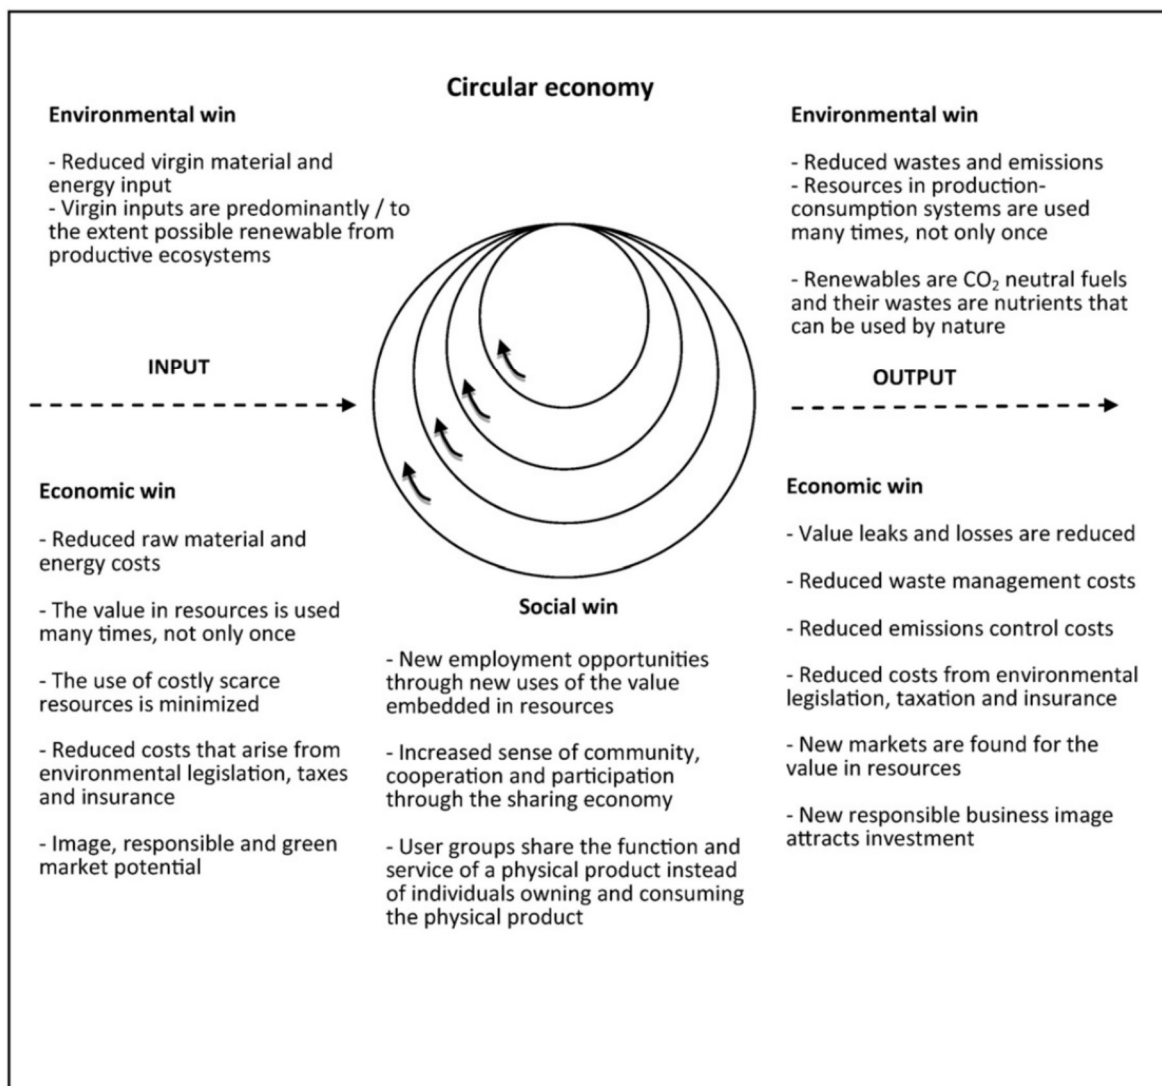 Circular economy
Environmental win
- Reduced virgin material and
energy input
- Virgin inputs are predominantly / to
the extent possible renewable from
productive ecosystems
INPUT
Economic win
- Reduced raw material and
energy costs
- The value in resources is used
many times, not only once
- The use of costly scarce
resources is minimized
- Reduced costs that arise from
environmental legislation, taxes
and insurance
- Image, responsible and green
market potential
Social win
- New employment opportunities
through new uses of the value
embedded in resources
- Increased sense of community,
cooperation and participation
through the sharing economy
- User groups share the function and
service of a physical product instead
of individuals owning and consuming
the physical product
Environmental win
- Reduced wastes and emissions
- Resources in production-
consumption systems are used
many times, not only once
- Renewables are CO₂ neutral fuels
and their wastes are nutrients that
can be used by nature
OUTPUT
Economic win
- Value leaks and losses are reduced
- Reduced waste management costs
- Reduced emissions control costs
- Reduced costs from environmental
legislation, taxation and insurance
- New markets are found for the
value in resources
- New responsible business image
attracts investment